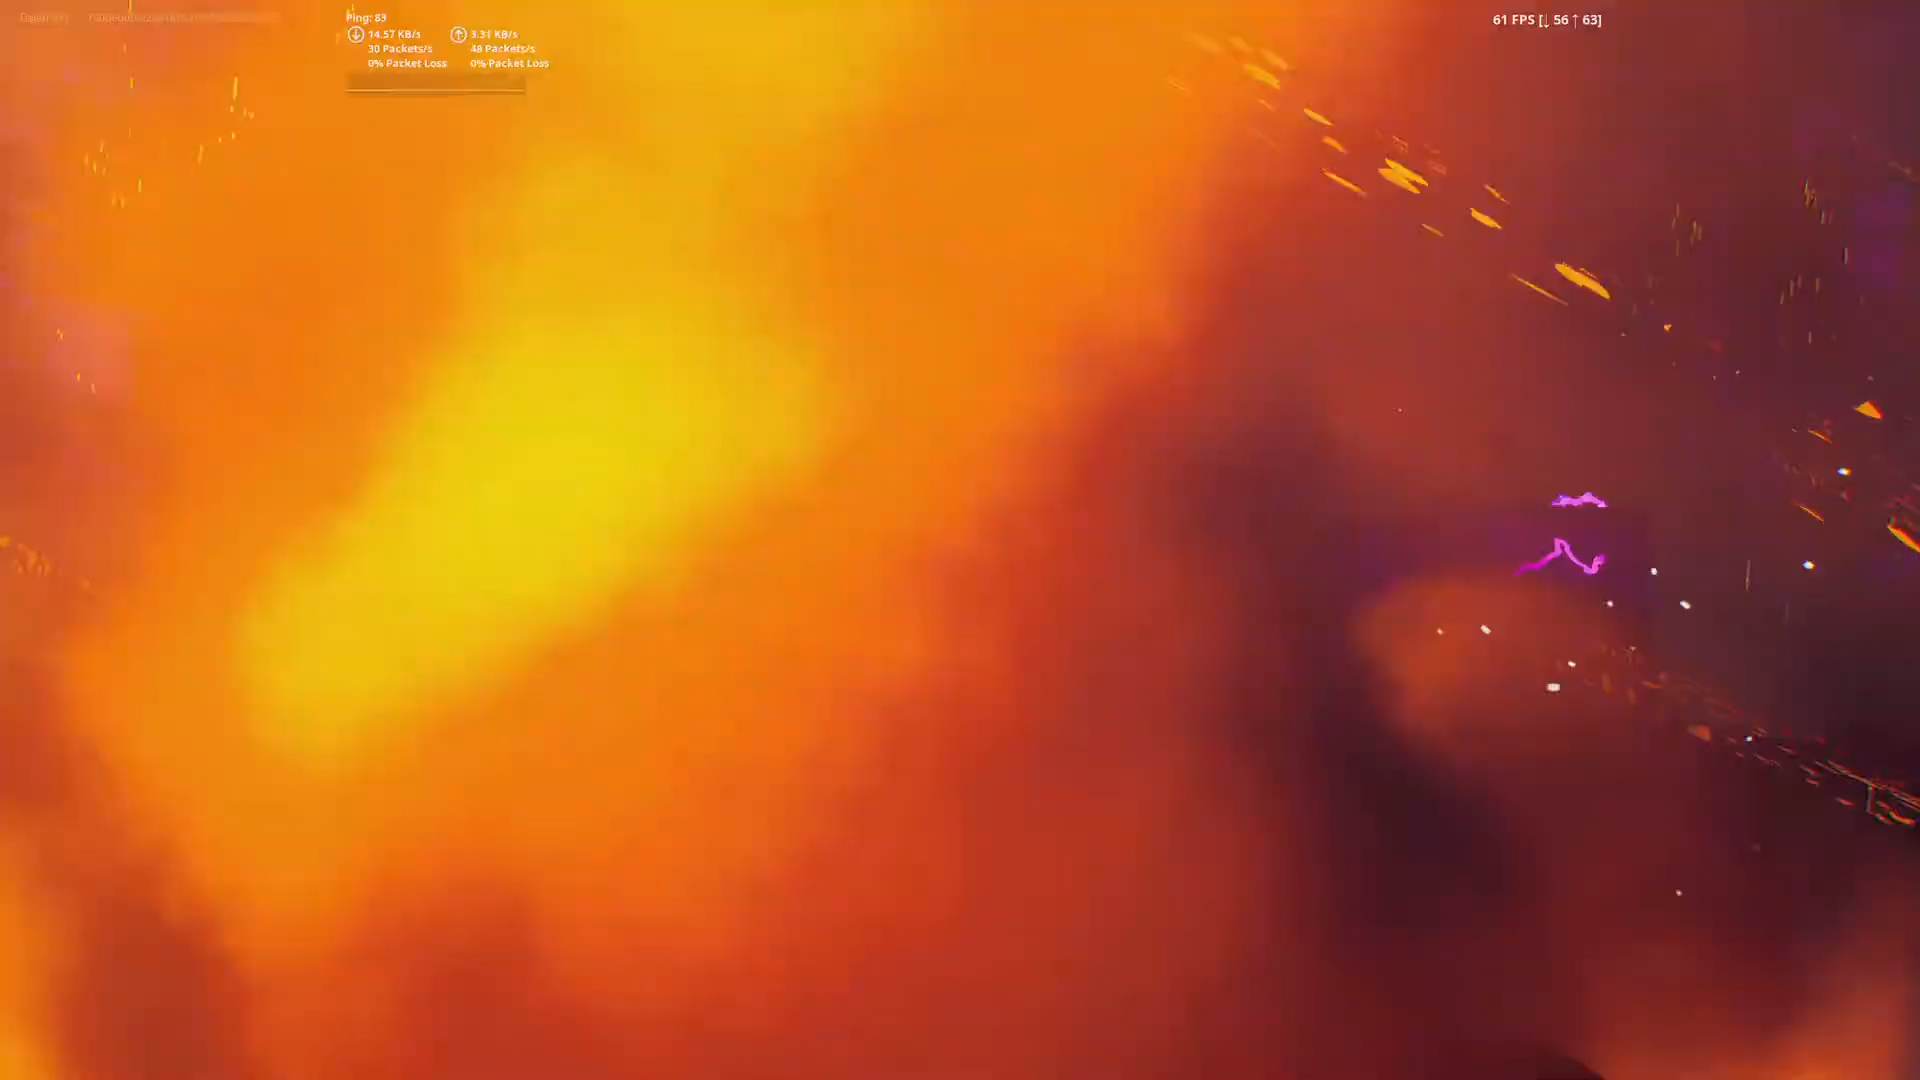 Ping: 83
14.57 KB/s 3.31 KB/s
30 Packets/s 48 Packets/s
0% Packet Loss 0% Packet Loss
61 FPS [↓ 56 ↑ 63]